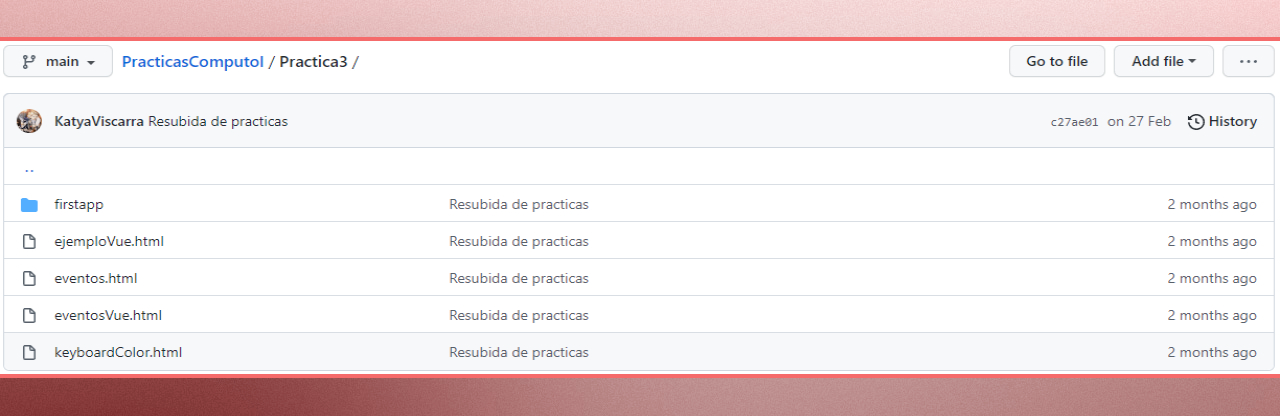 main PracticasComputoI / Practica3 / Go to file Add file ...
KatyaViscarra Resubida de practicas c27ae01 on 27 Feb History
..
firstapp Resubida de practicas 2 months ago
ejemploVue.html Resubida de practicas 2 months ago
eventos.html Resubida de practicas 2 months ago
eventosVue.html Resubida de practicas 2 months ago
keyboardColor.html Resubida de practicas 2 months ago